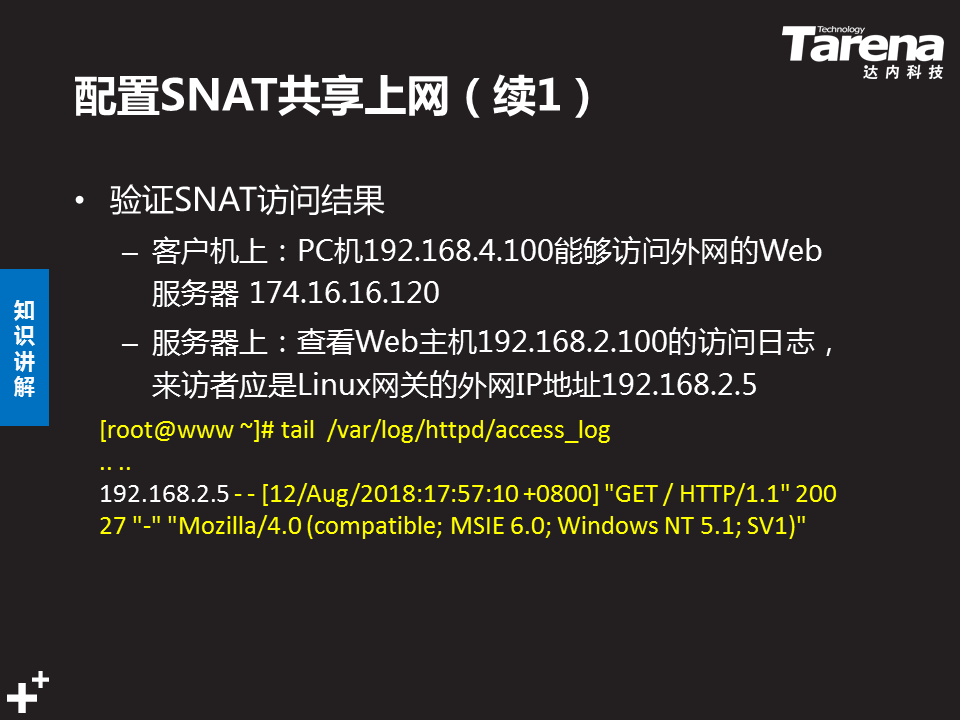 Technology
Tarena
达内科技
配置SNAT共享上网（续1）
• 验证SNAT访问结果
– 客户机上：PC机192.168.4.100能够访问外网的Web
服务器 174.16.16.120
– 服务器上：查看Web主机192.168.2.100的访问日志，
来访者应是Linux网关的外网IP地址192.168.2.5
知识讲解
[root@www ~]# tail  /var/log/httpd/access_log
.. ..
192.168.2.5 - - [12/Aug/2018:17:57:10 +0800] "GET / HTTP/1.1" 200
27 "-" "Mozilla/4.0 (compatible; MSIE 6.0; Windows NT 5.1; SV1)"